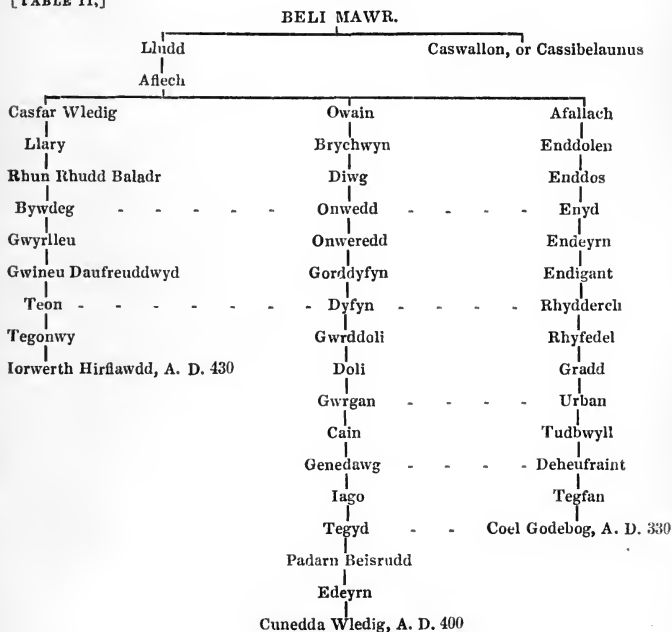 [TABLE II.]
BELI MAWR.
Lludd Caswallon, or Cassibelaunus
Aflech
Casfar Wledig Owain Afallach
Llary Brychwyn Enddolen
Rhun Rhudd Baladr Diwg Enddos
Bywdeg - - - - - Onwedd - - - - Enyd
Gwyrlleu Onweredd Endeyrn
Gwineu Daufreuddwyd Gorddyfyn Endigant
Teon - - - - - - - Dyfyn - - - - Rhydderch
Tegonwy Gwrddoli Rhyfedel
Iorwerth Hirflawdd, A. D. 430 Doli Gradd
Gwrgan - - - - Urban
Cain Tudbwyll
Genedawg - - - - Deheufraint
Iago Tegfan
Tegyd - - Coel Godebog, A. D. 330
Padarn Beisrudd
Edeyrn
Cunedda Wledig, A. D. 400